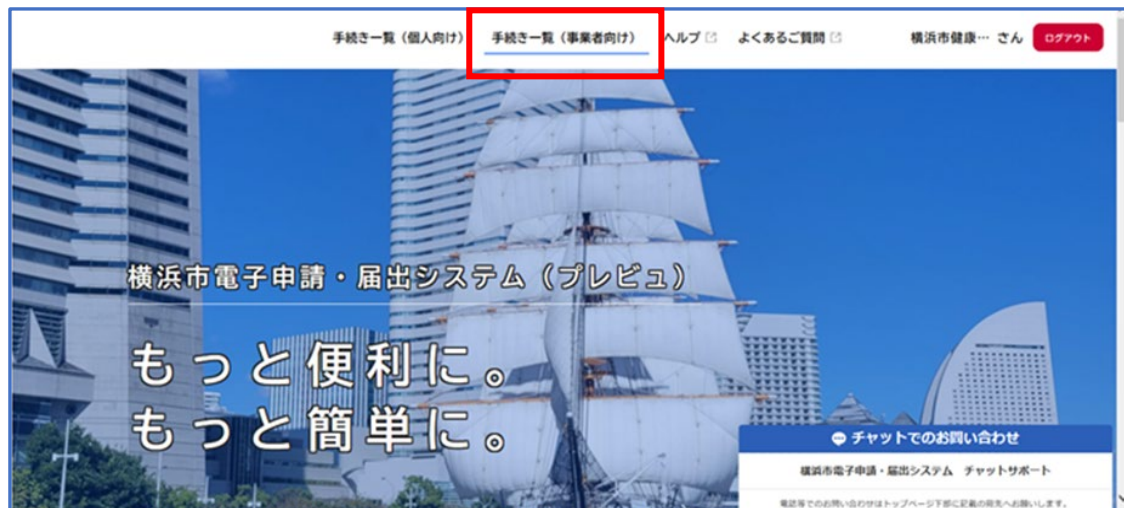 手続き一覧（個人向け） 手続き一覧（事業者向け） ヘルプ よくあるご質問 横浜市健康… さん ログアウト
横浜市電子申請・届出システム（プレビュ）
もっと便利に。
もっと簡単に。
チャットでのお問い合わせ
横浜市電子申請・届出システム チャットサポート
電話等でのお問い合わせはトップページ下部に記載の宛先へお願いします。